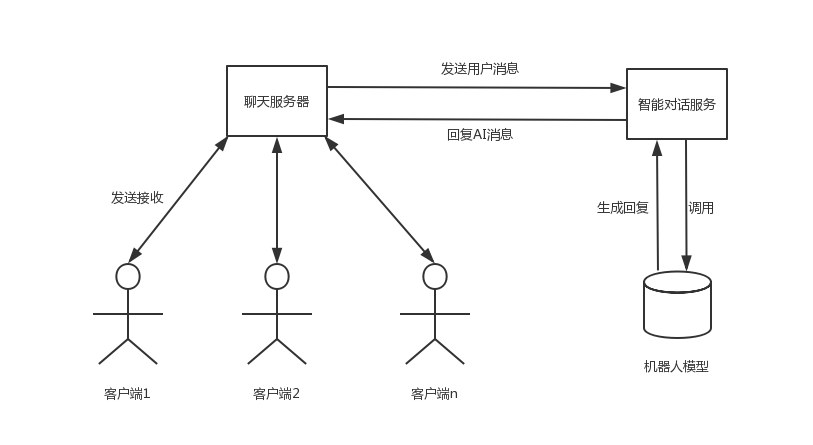 发送用户消息
聊天服务器
智能对话服务
回复AI消息
发送接收
生成回复
调用
机器人模型
客户端1
客户端2
客户端n